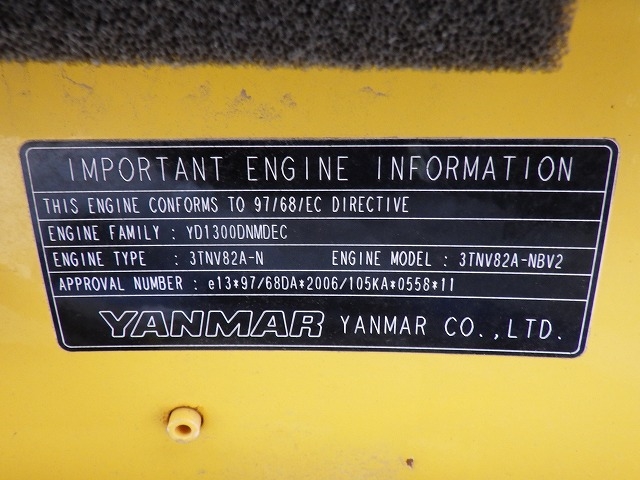 IMPORTANT ENGINE INFORMATION
THIS ENGINE CONFORMS TO 97/68/EC DIRECTIVE
ENGINE FAMILY : YD1300DNMDEC
ENGINE TYPE : 3TNV82A-N ENGINE MODEL : 3TNV82A-NBV2
APPROVAL NUMBER : e13*97/68DA*2006/105KA*0558*11
YANMAR YANMAR CO.,LTD.